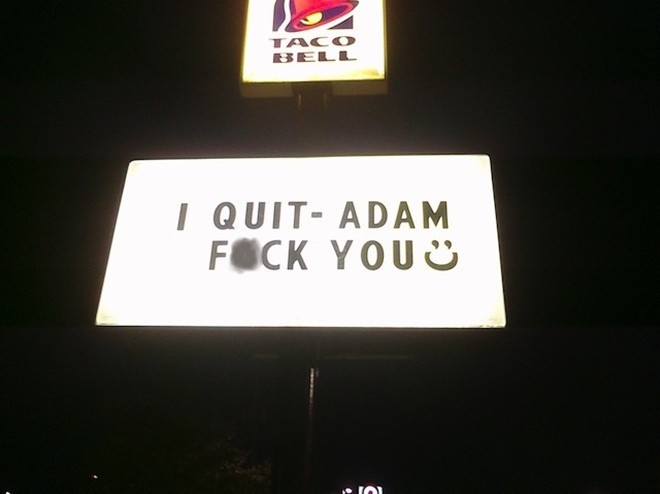 TACO
BELL
I QUIT- ADAM
F CK YOU :)